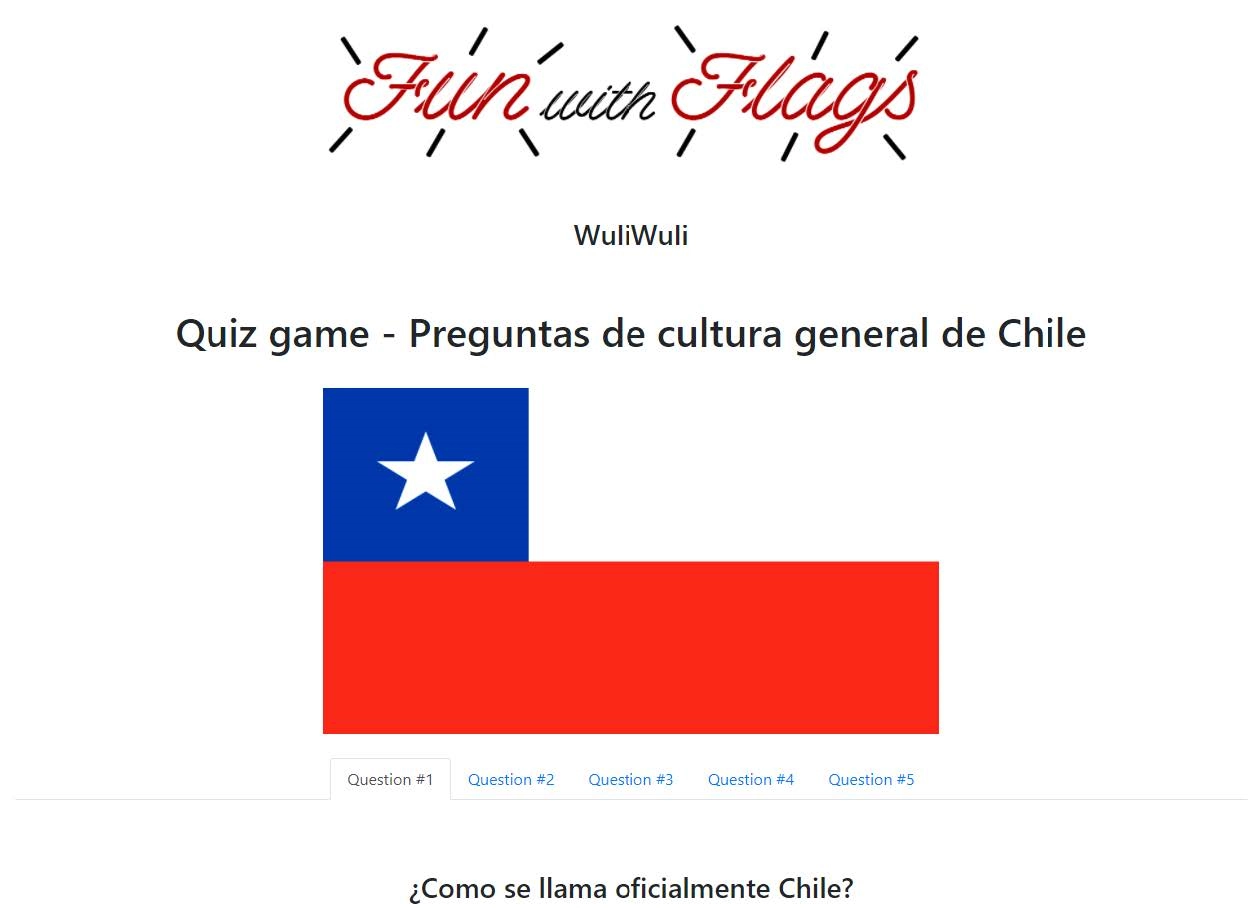 Fun with Flags
WuliWuli
Quiz game - Preguntas de cultura general de Chile
Question #1 Question #2 Question #3 Question #4 Question #5
¿Como se llama oficialmente Chile?